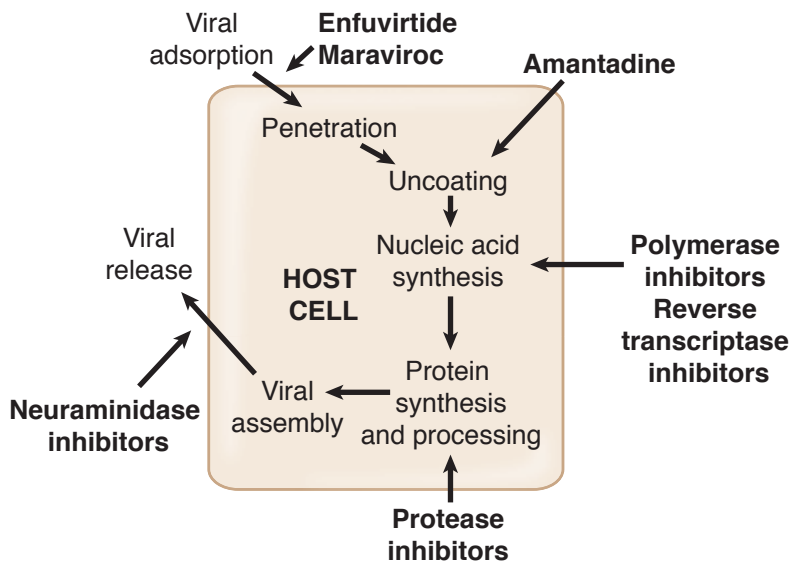 Viral
adsorption
Enfuvirtide
Maraviroc
Amantadine
Penetration
Uncoating
Nucleic acid
synthesis
Polymerase
inhibitors
Reverse
transcriptase
inhibitors
HOST
CELL
Viral
release
Protein
synthesis
and processing
Viral
assembly
Neuraminidase
inhibitors
Protease
inhibitors